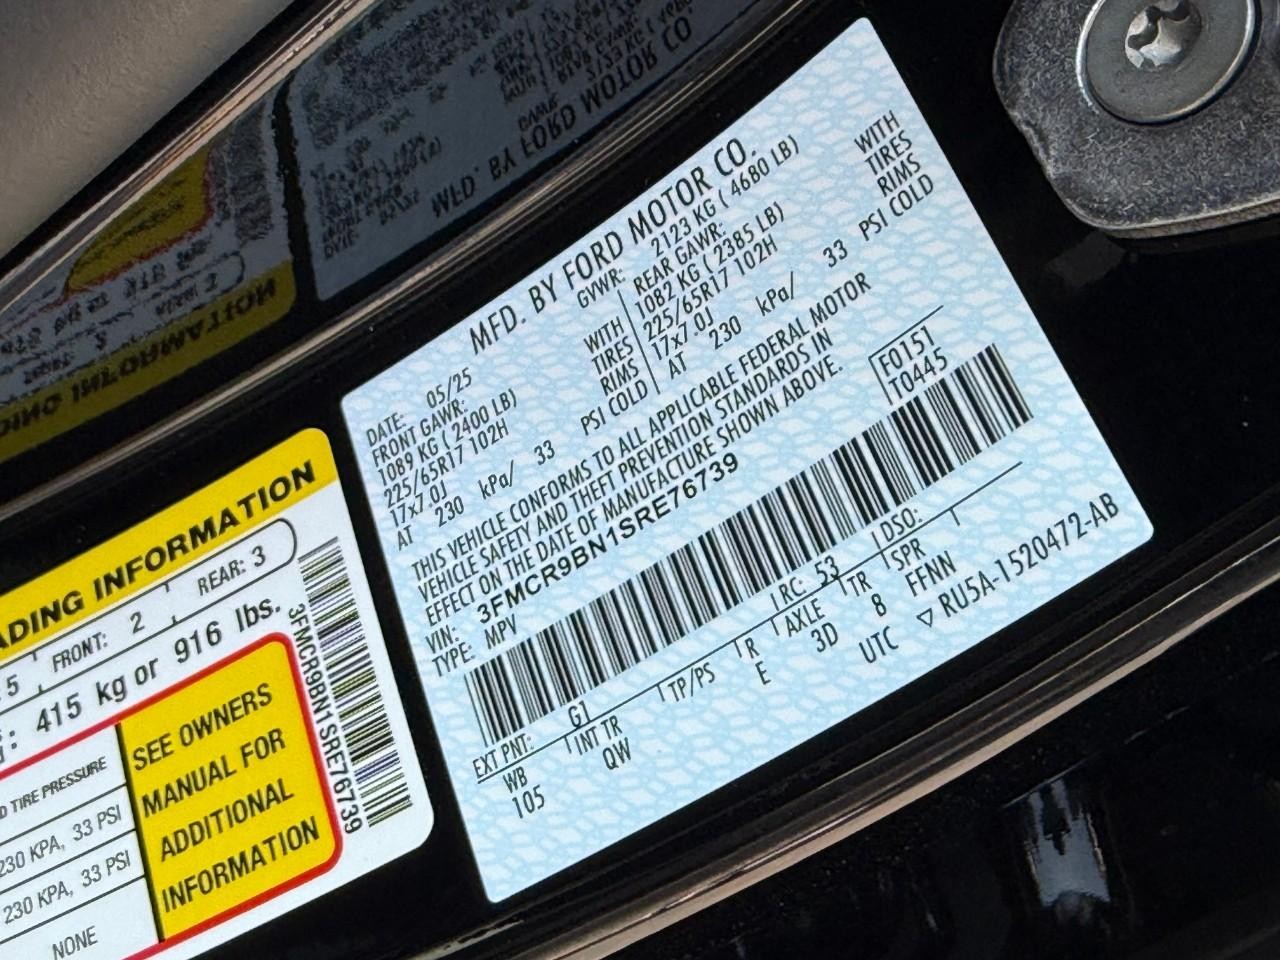 MFD. BY FORD MOTOR CO.
DATE: 05/25 GVWR: 2123 KG ( 4680 LB)
FRONT GAWR: REAR GAWR:
1089 KG ( 2400 LB) WITH 1082 KG ( 2385 LB) WITH
225/65R17 102H TIRES 225/65R17 102H TIRES
17x7.0J RIMS 17x7.0J RIMS
AT 230 kPa/ 33 PSI COLD AT 230 kPa/ 33 PSI COLD
THIS VEHICLE CONFORMS TO ALL APPLICABLE FEDERAL MOTOR
VEHICLE SAFETY AND THEFT PREVENTION STANDARDS IN
EFFECT ON THE DATE OF MANUFACTURE SHOWN ABOVE.
VIN: 3FMCR9BN1SRE76739 F0151
TYPE: MPV T0445
EXT PNT: G1 RC: 53 DSO:
WB INT TR TP/PS R AXLE TR SPR
105 QW E 3D 8 FFNN
UTC ▽ RU5A-1520472-AB
ADING INFORMATION
5 FRONT: 2 REAR: 3
: 415 kg or 916 lbs.
D TIRE PRESSURE
230 KPA, 33 PSI
230 KPA, 33 PSI
NONE
SEE OWNERS
MANUAL FOR
ADDITIONAL
INFORMATION
3FMCR9BN1SRE76739